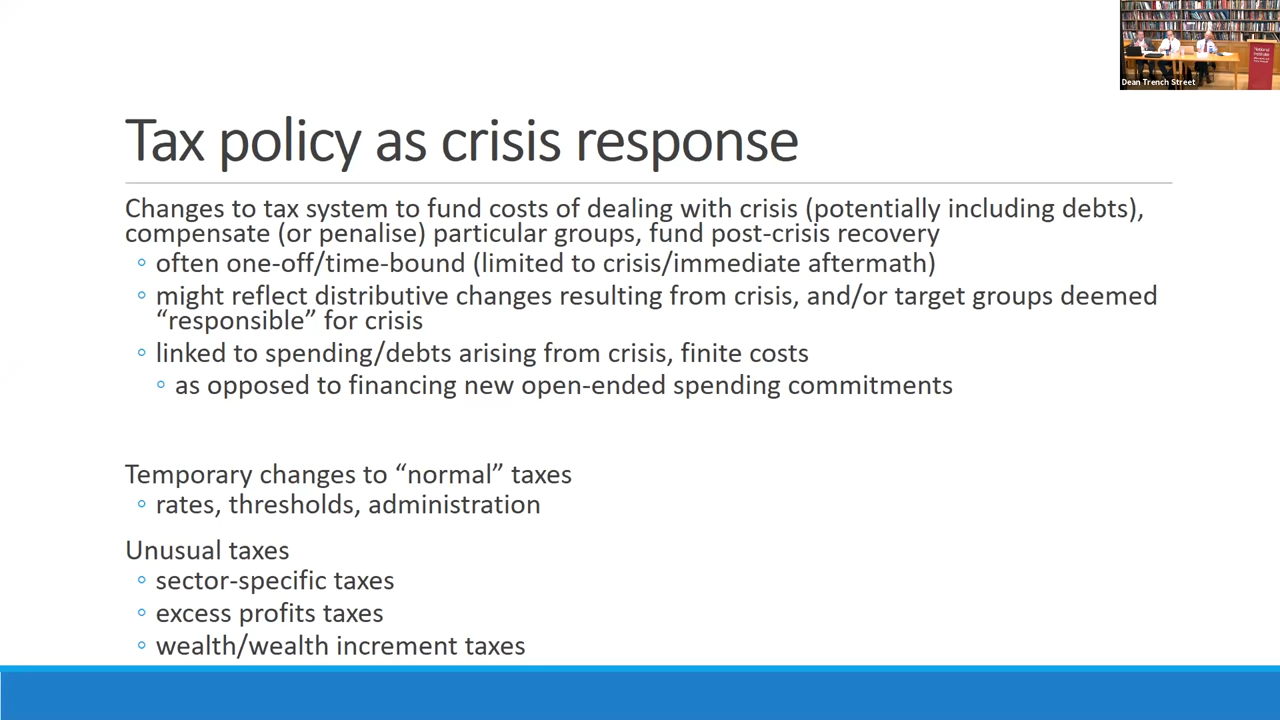 Dean Trench Street
National
Institute
Tax policy as crisis response
Changes to tax system to fund costs of dealing with crisis (potentially including debts),
compensate (or penalise) particular groups, fund post-crisis recovery
◦ often one-off/time-bound (limited to crisis/immediate aftermath)
◦ might reflect distributive changes resulting from crisis, and/or target groups deemed
“responsible” for crisis
◦ linked to spending/debts arising from crisis, finite costs
◦ as opposed to financing new open-ended spending commitments
Temporary changes to “normal” taxes
◦ rates, thresholds, administration
Unusual taxes
◦ sector-specific taxes
◦ excess profits taxes
◦ wealth/wealth increment taxes